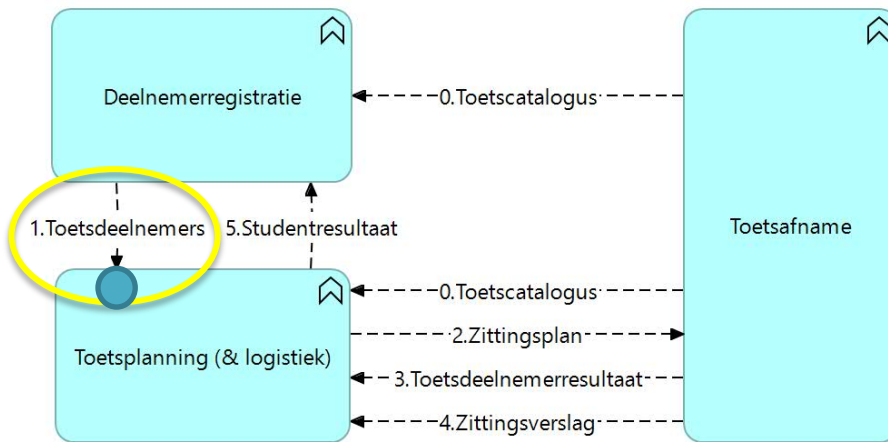 Deelnemerregistratie
0.Toetscatalogus
1.Toetsdeelnemers
5.Studentresultaat
Toetsafname
0.Toetscatalogus
2.Zittingsplan
Toetsplanning (& logistiek)
3.Toetsdeelnemerresultaat
4.Zittingsverslag